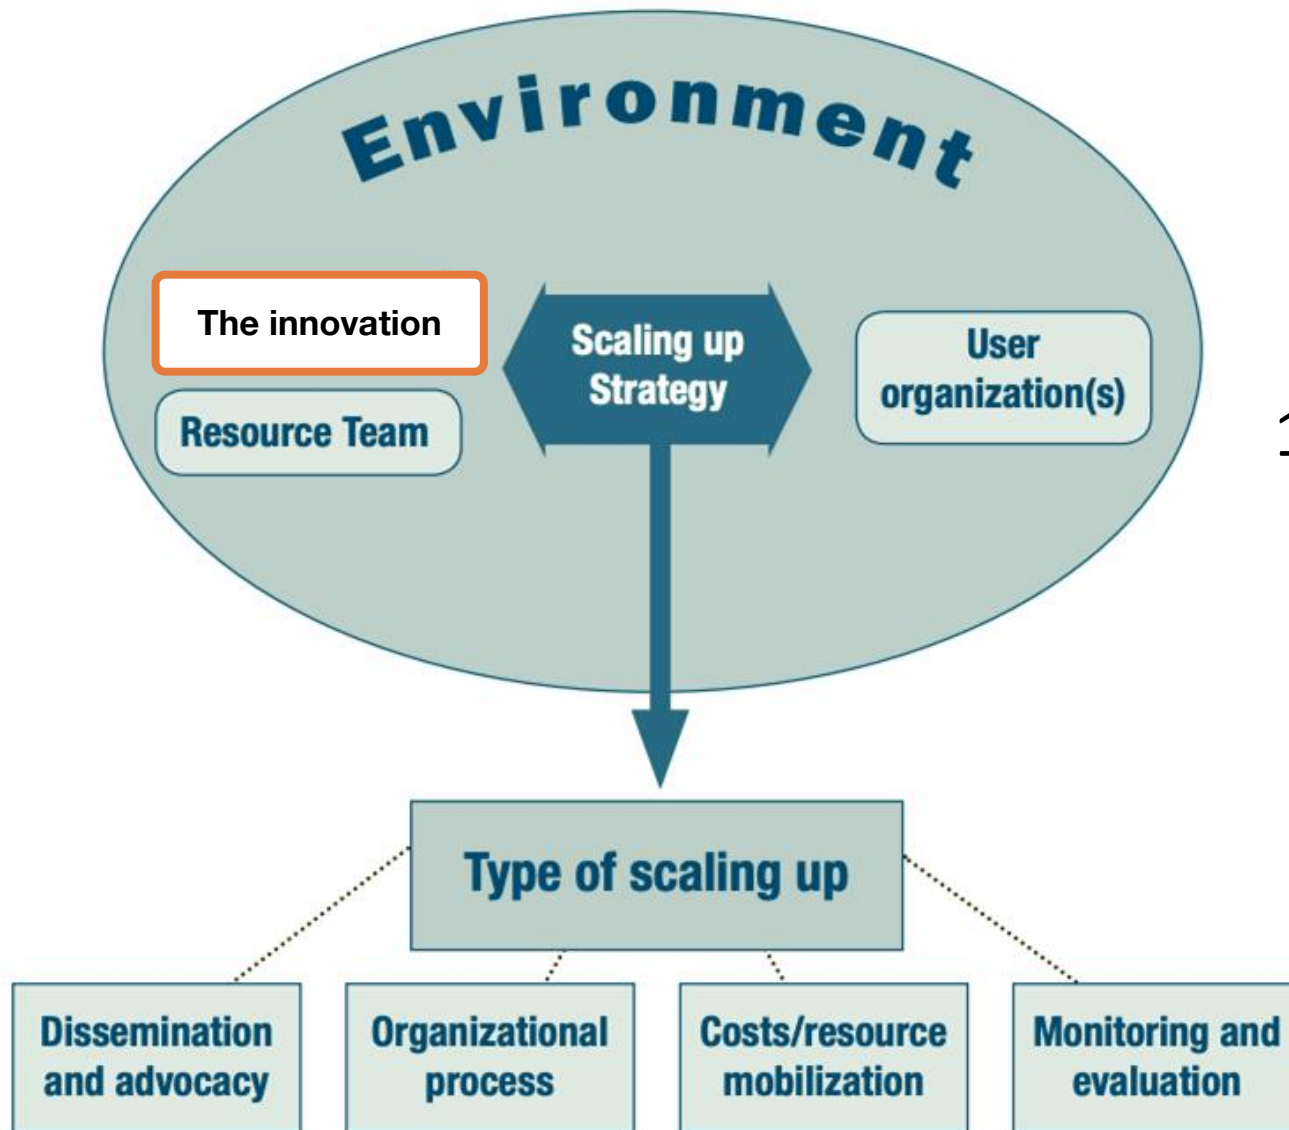 Environment
The innovation
Resource Team
Scaling up
Strategy
User
organization(s)
1
Type of scaling up
Dissemination
and advocacy
Organizational
process
Costs/resource
mobilization
Monitoring and
evaluation